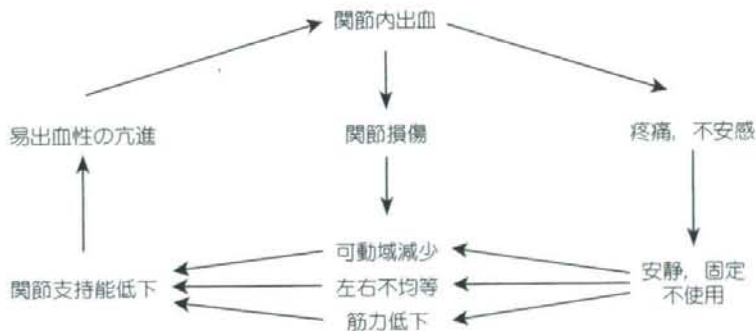 関節内出血
易出血性の亢進
関節損傷
疼痛，不安感
可動域減少
関節支持能低下
左右不均等
安静，固定
不使用
筋力低下